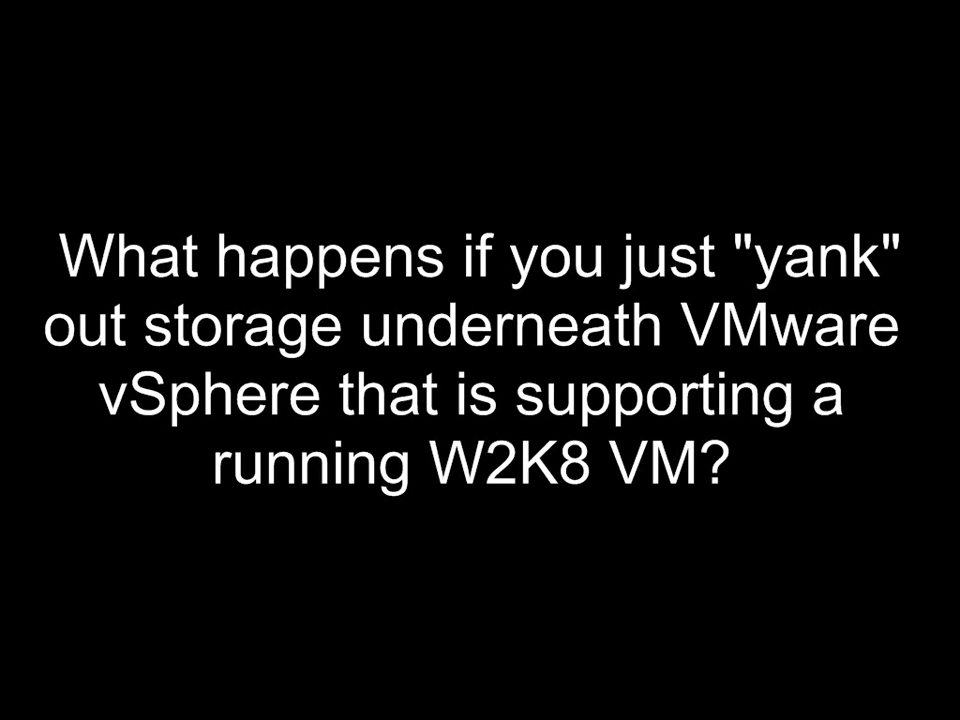 What happens if you just "yank"
out storage underneath VMware
vSphere that is supporting a
running W2K8 VM?